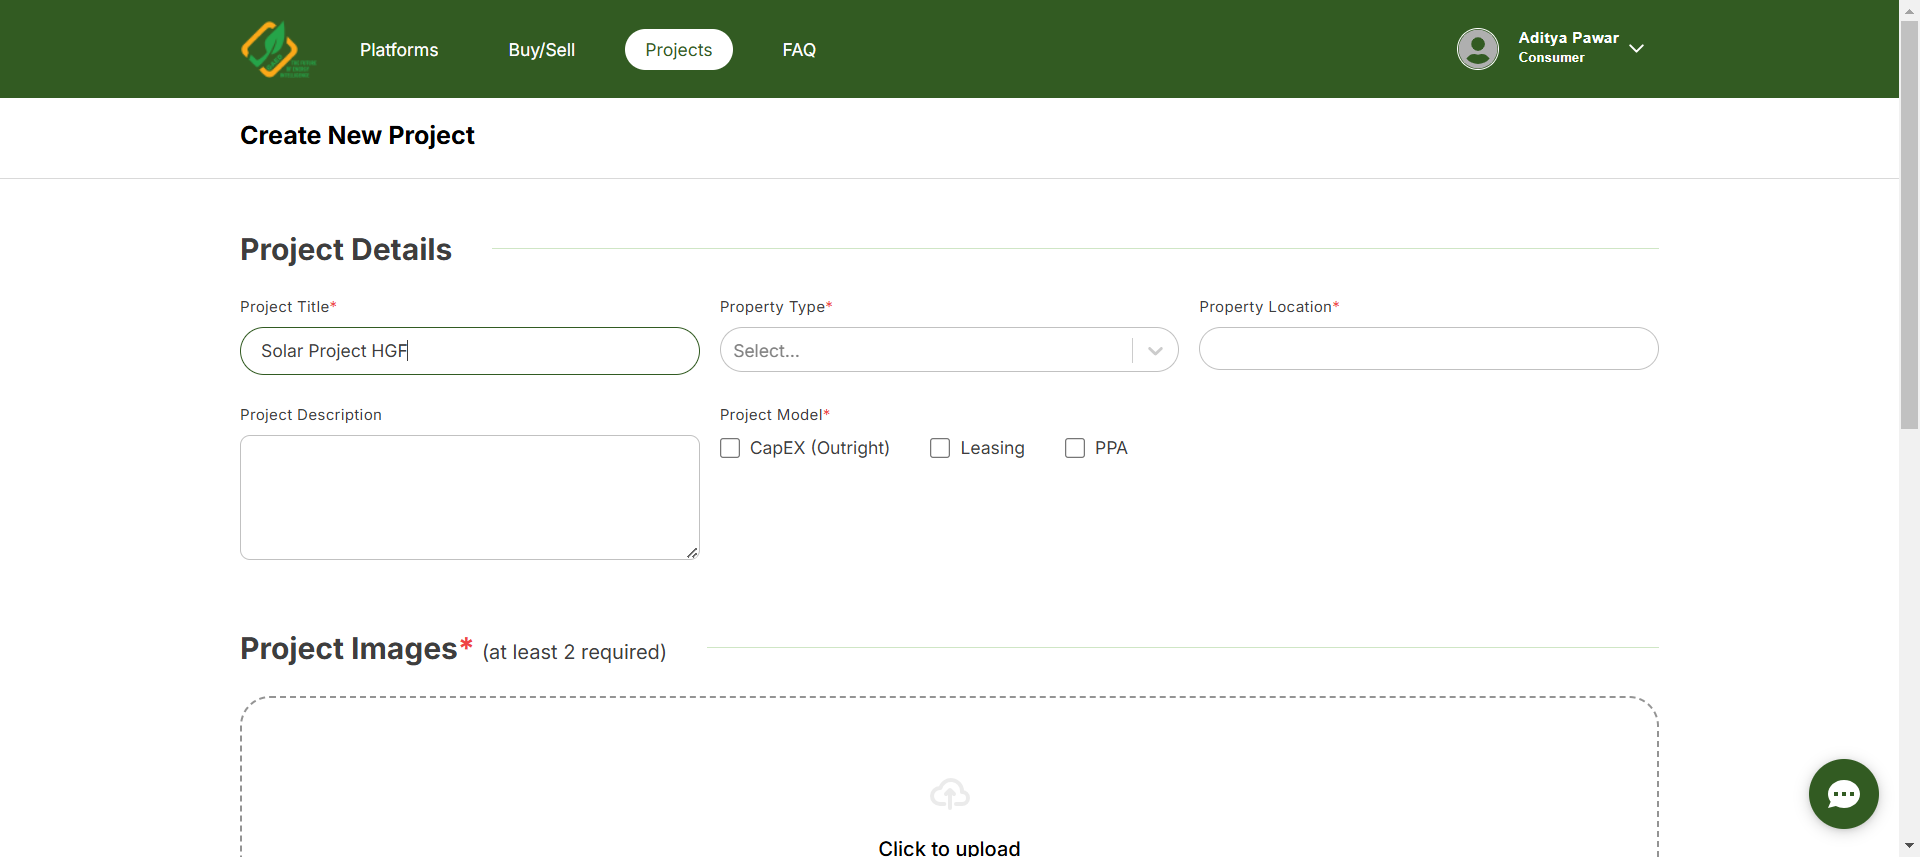 Platforms
Buy/Sell
Projects
FAQ
Aditya Pawar
Consumer
Create New Project
Project Details
Project Title*
Solar Project HGF
Property Type*
Select...
Property Location*
Project Description
Project Model*
CapEX (Outright)
Leasing
PPA
Project Images* (at least 2 required)
Click to upload